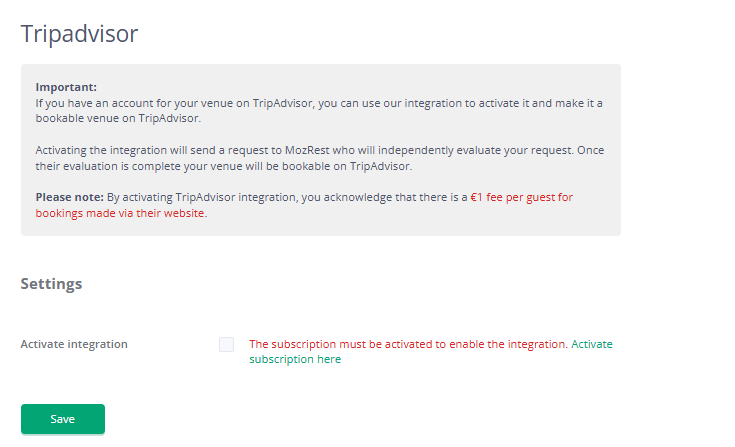 Tripadvisor
Important:
If you have an account for your venue on TripAdvisor, you can use our integration to activate it and make it a
bookable venue on TripAdvisor.
Activating the integration will send a request to MozRest who will independently evaluate your request. Once
their evaluation is complete your venue will be bookable on TripAdvisor.
Please note: By activating TripAdvisor integration, you acknowledge that there is a €1 fee per guest for
bookings made via their website.
Settings
Activate integration
The subscription must be activated to enable the integration. Activate
subscription here
Save